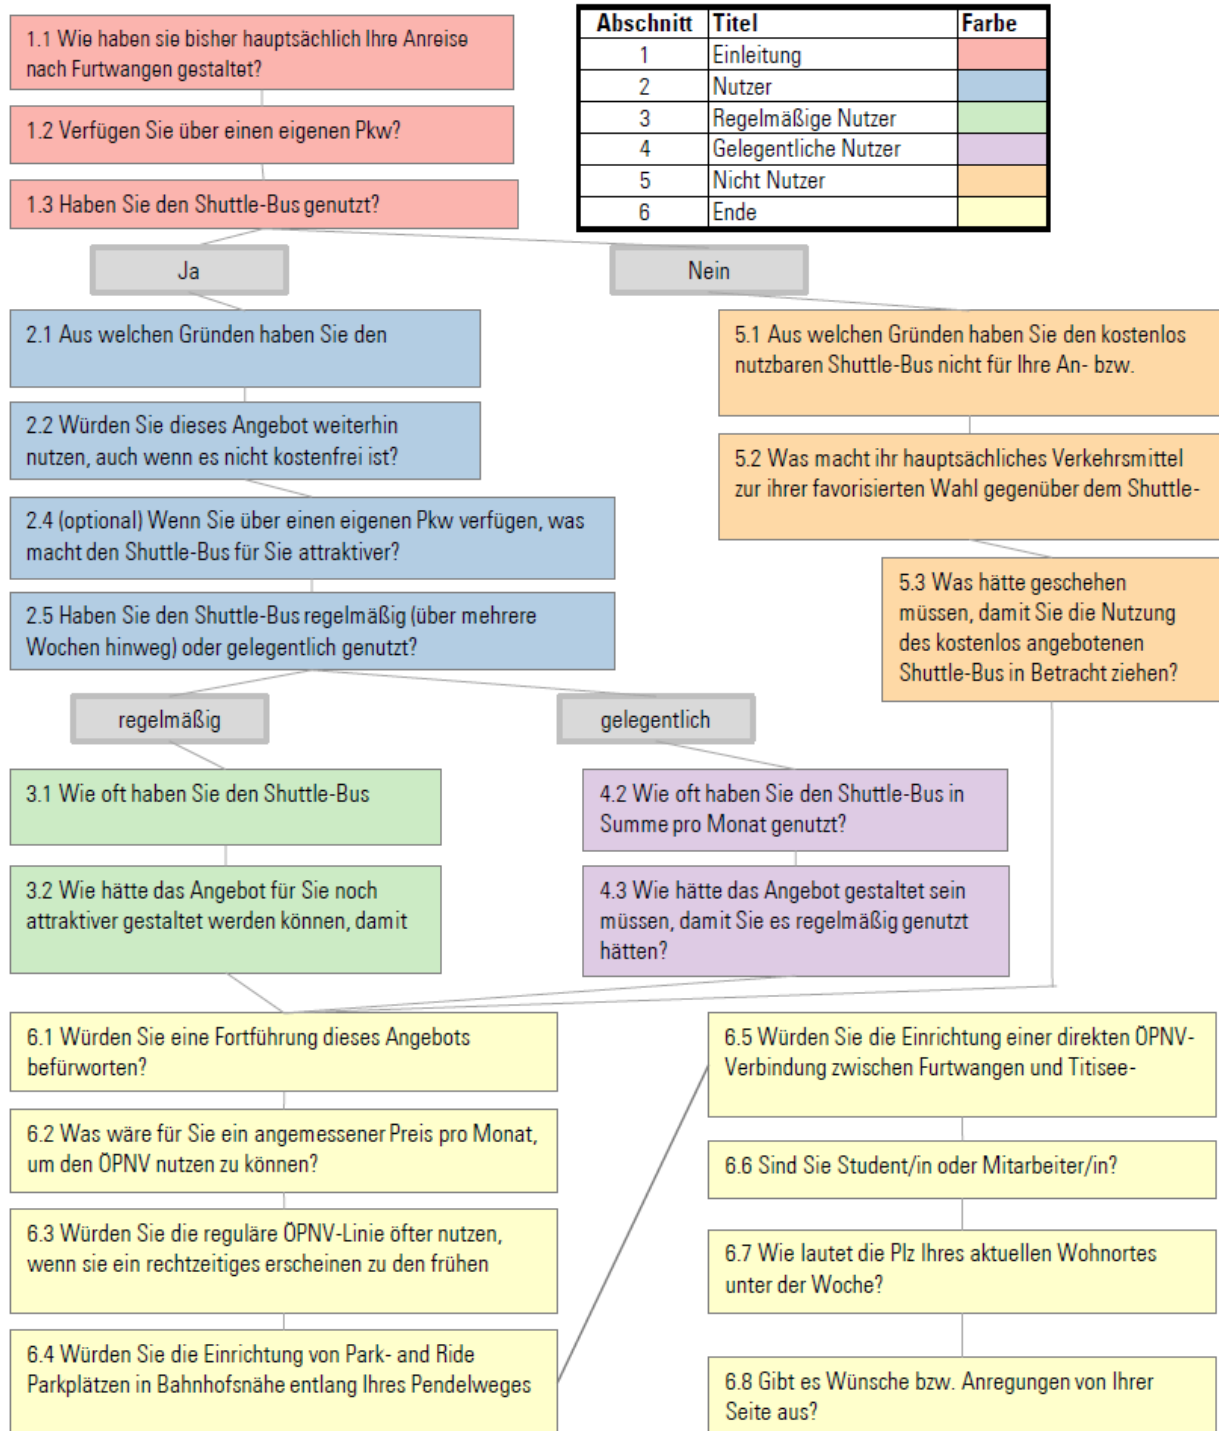 1.1 Wie haben sie bisher hauptsächlich Ihre Anreise
nach Furtwangen gestaltet?
1.2 Verfügen Sie über einen eigenen Pkw?
1.3 Haben Sie den Shuttle-Bus genutzt?
Abschnitt Titel Farbe
1 Einleitung
2 Nutzer
3 Regelmäßige Nutzer
4 Gelegentliche Nutzer
5 Nicht Nutzer
6 Ende
Ja
Nein
2.1 Aus welchen Gründen haben Sie den
2.2 Würden Sie dieses Angebot weiterhin
nutzen, auch wenn es nicht kostenfrei ist?
2.4 (optional) Wenn Sie über einen eigenen Pkw verfügen, was
macht den Shuttle-Bus für Sie attraktiver?
2.5 Haben Sie den Shuttle-Bus regelmäßig (über mehrere
Wochen hinweg) oder gelegentlich genutzt?
5.1 Aus welchen Gründen haben Sie den kostenlos
nutzbaren Shuttle-Bus nicht für Ihre An- bzw.
5.2 Was macht ihr hauptsächliches Verkehrsmittel
zur ihrer favorisierten Wahl gegenüber dem Shuttle-
5.3 Was hätte geschehen
müssen, damit Sie die Nutzung
des kostenlos angebotenen
Shuttle-Bus in Betracht ziehen?
regelmäßig
gelegentlich
3.1 Wie oft haben Sie den Shuttle-Bus
3.2 Wie hätte das Angebot für Sie noch
attraktiver gestaltet werden können, damit
4.2 Wie oft haben Sie den Shuttle-Bus in
Summe pro Monat genutzt?
4.3 Wie hätte das Angebot gestaltet sein
müssen, damit Sie es regelmäßig genutzt
hätten?
6.1 Würden Sie eine Fortführung dieses Angebots
befürworten?
6.2 Was wäre für Sie ein angemessener Preis pro Monat,
um den ÖPNV nutzen zu können?
6.3 Würden Sie die reguläre ÖPNV-Linie öfter nutzen,
wenn sie ein rechtzeitiges erscheinen zu den frühen
6.4 Würden Sie die Einrichtung von Park- and Ride
Parkplätzen in Bahnhofsnähe entlang Ihres Pendelweges
6.5 Würden Sie die Einrichtung einer direkten ÖPNV-
Verbindung zwischen Furtwangen und Titisee-
6.6 Sind Sie Student/in oder Mitarbeiter/in?
6.7 Wie lautet die Plz Ihres aktuellen Wohnortes
unter der Woche?
6.8 Gibt es Wünsche bzw. Anregungen von Ihrer
Seite aus?